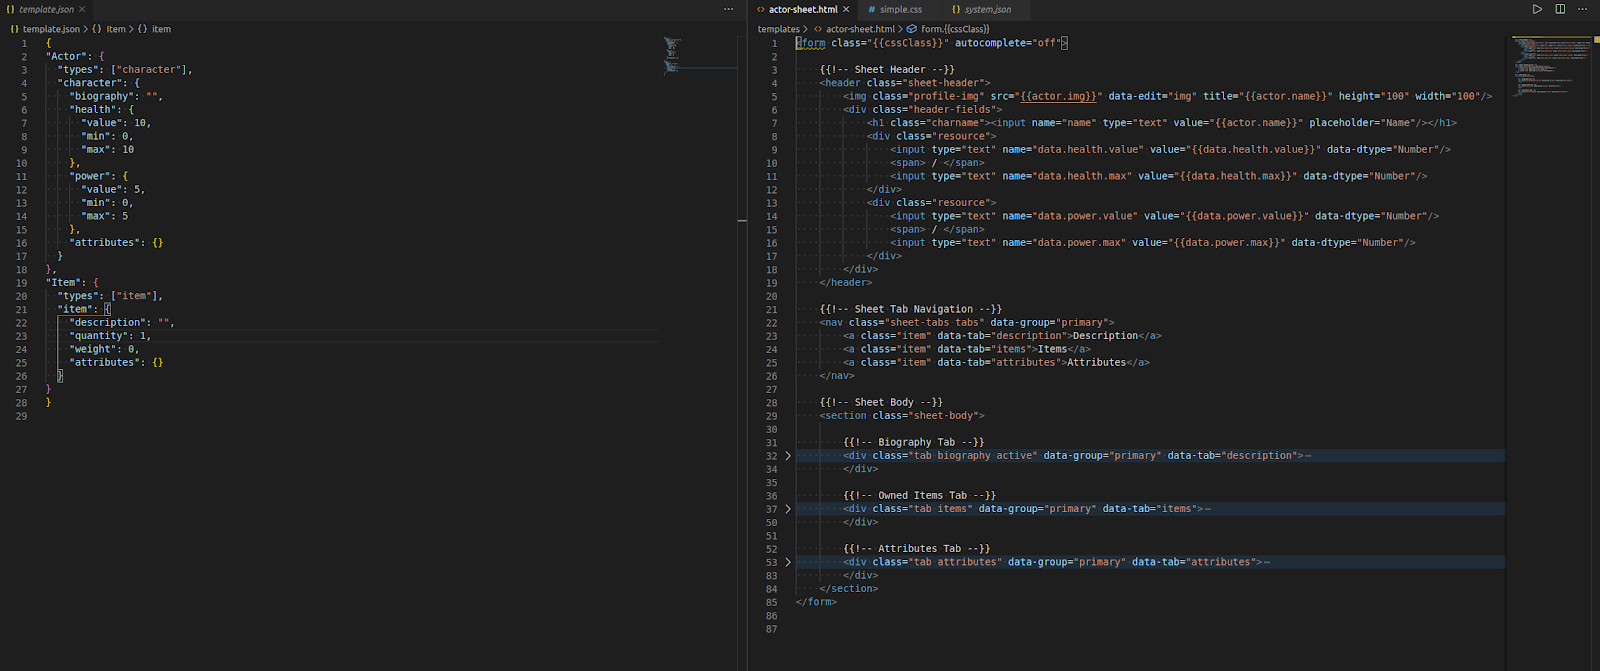 template.json
template.json > Item > item
1 {
2 "Actor": {
3 "types": ["character"],
4 "character": {
5 "biography": "",
6 "health": {
7 "value": 10,
8 "min": 0,
9 "max": 10
10 },
11 "power": {
12 "value": 5,
13 "min": 0,
14 "max": 5
15 },
16 "attributes": {}
17 }
18 },
19 "Item": {
20 "types": ["item"],
21 "item": {
22 "description": "",
23 "quantity": 1,
24 "weight": 0,
25 "attributes": {}
26 }
27 }
28 }
29
actor-sheet.html simple.css system.json
templates > actor-sheet.html > form.{{cssClass}}
1 <form class="{{cssClass}}" autocomplete="off">
2
3 {{!-- Sheet Header --}}
4 <header class="sheet-header">
5 <img class="profile-img" src="{{actor.img}}" data-edit="img" title="{{actor.name}}" height="100" width="100"/>
6 <div class="header-fields">
7 <h1 class="charname"><input name="name" type="text" value="{{actor.name}}" placeholder="Name"/></h1>
8 <div class="resource">
9 <input type="text" name="data.health.value" value="{{data.health.value}}" data-dtype="Number"/>
10 <span> / </span>
11 <input type="text" name="data.health.max" value="{{data.health.max}}" data-dtype="Number"/>
12 </div>
13 <div class="resource">
14 <input type="text" name="data.power.value" value="{{data.power.value}}" data-dtype="Number"/>
15 <span> / </span>
16 <input type="text" name="data.power.max" value="{{data.power.max}}" data-dtype="Number"/>
17 </div>
18 </div>
19 </header>
20
21 {{!-- Sheet Tab Navigation --}}
22 <nav class="sheet-tabs tabs" data-group="primary">
23 <a class="item" data-tab="description">Description</a>
24 <a class="item" data-tab="items">Items</a>
25 <a class="item" data-tab="attributes">Attributes</a>
26 </nav>
27
28 {{!-- Sheet Body --}}
29 <section class="sheet-body">
30
31 {{!-- Biography Tab --}}
32 <div class="tab biography active" data-group="primary" data-tab="description">
34 </div>
35
36 {{!-- Owned Items Tab --}}
37 <div class="tab items" data-group="primary" data-tab="items">
50 </div>
51
52 {{!-- Attributes Tab --}}
53 <div class="tab attributes" data-group="primary" data-tab="attributes">
83 </div>
84 </section>
85 </form>
86
87